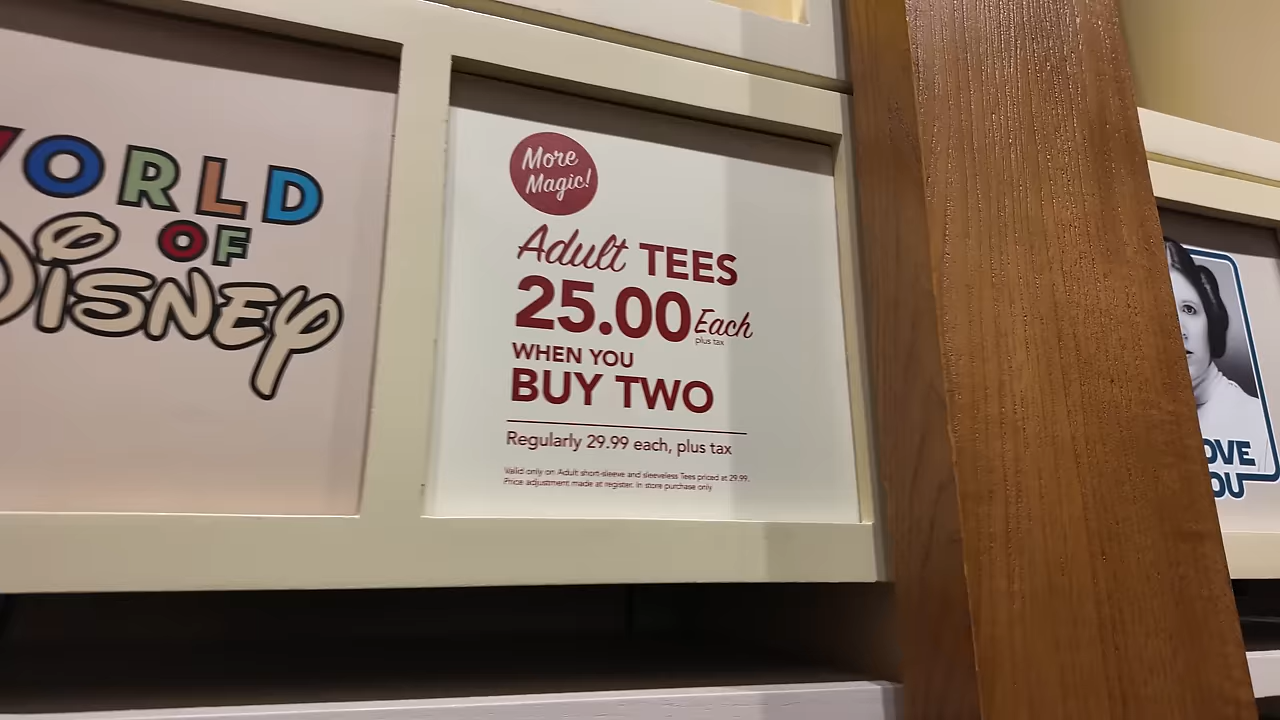 WORLD
OF
Disney
More
Magic!
Adult TEES
25.00 Each
plus tax
WHEN YOU
BUY TWO
Regularly 29.99 each, plus tax
Valid only on Adult short-sleeve and sleeveless Tees priced at 29.99.
Price adjustment made at register. In store purchase only
OVE
OU